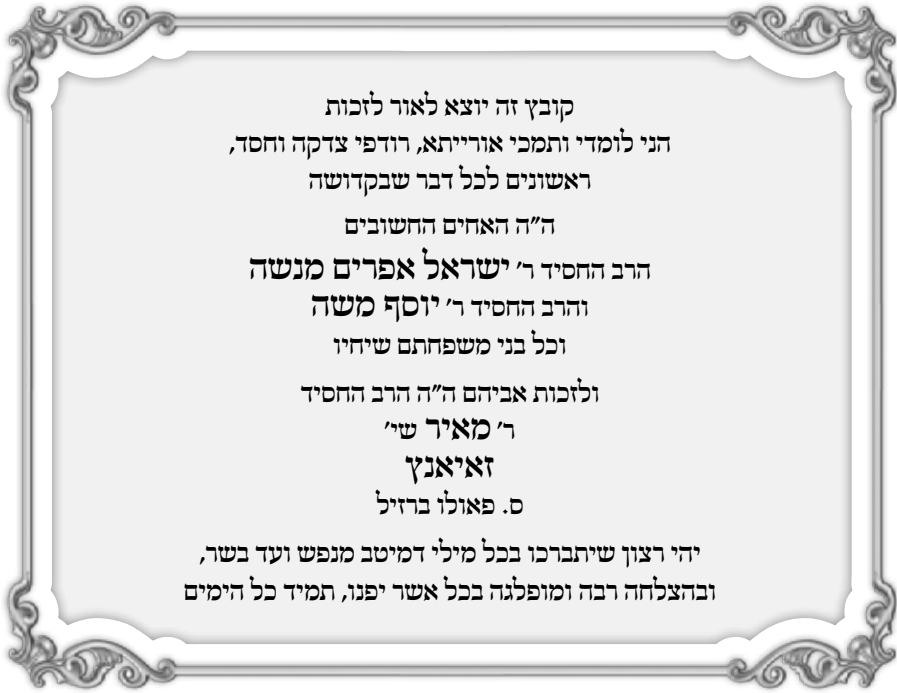 קובץ זה יוצא לאור לזכות
הני לומדי ותמכי אורייתא, רודפי צדקה וחסד,
ראשונים לכל דבר שבקדושה
ה״ה האחים החשובים
הרב החסיד ר׳ ישראל אפרים מנשה
והרב החסיד ר׳ יוסף משה
וכל בני משפחתם שיחיו
ולזכות אביהם ה״ה הרב החסיד
ר׳ מאיר שי׳
זאיאנץ
ס. פאולו ברזיל
יהי רצון שיתברכו בכל מילי דמיטב מנפש ועד בשר,
ובהצלחה רבה ומופלגה בכל אשר יפנו, תמיד כל הימים